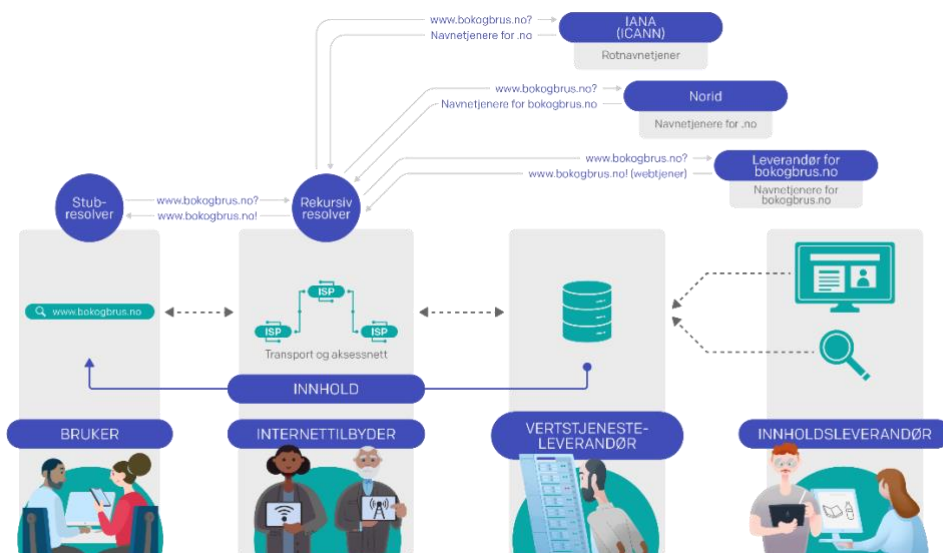 www.bokogbrus.no?
Navnetjenere for .no
IANA
(ICANN)
Rotnavnetjener
www.bokogbrus.no?
Navnetjenere for bokogbrus.no
Norid
Navnetjenere for .no
www.bokogbrus.no?
www.bokogbrus.no! (webtjener)
Leverandør for
bokogbrus.no
Navnetjenere for
bokogbrus.no
Stub-
resolver
www.bokogbrus.no?
www.bokogbrus.no!
Rekursiv
resolver
www.bokogbrus.no
ISP
ISP
ISP
Transport og aksessnett
INNHOLD
BRUKER
INTERNETTILBYDER
VERTSTJENESTE-
LEVERANDØR
INNHOLDSLEVERANDØR